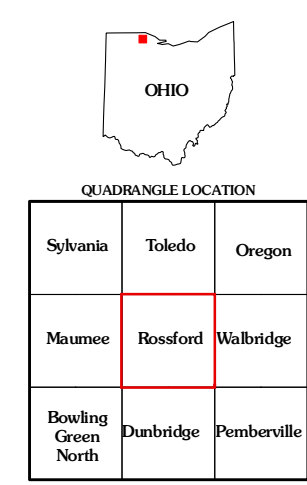 OHIO
QUADRANGLE LOCATION
Sylvania Toledo Oregon
Maumee Rossford Walbridge
Bowling
Green
North
Dunbridge Pemberville